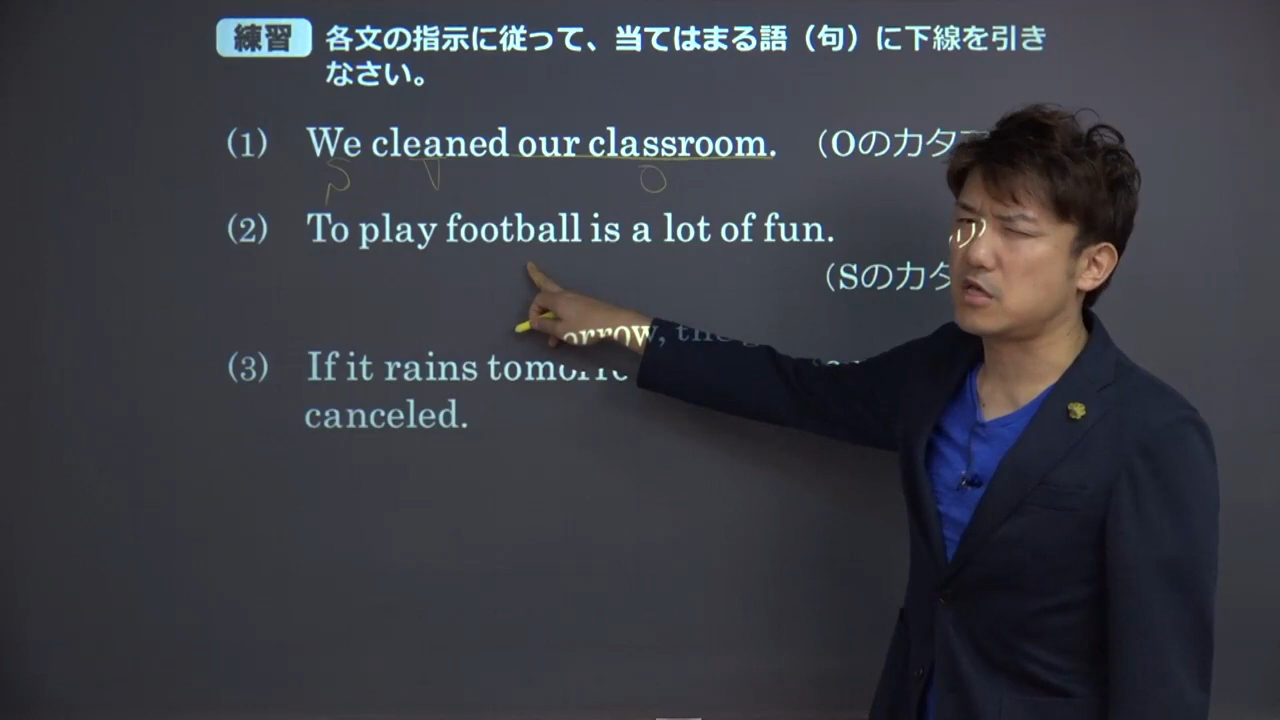 練習 各文の指示に従って、当てはまる語（句）に下線を引き
なさい。
(1) We cleaned our classroom. （Oのカタ
S V O
(2) To play football is a lot of fun.
（Sのカタ
(3) If it rains
canceled.